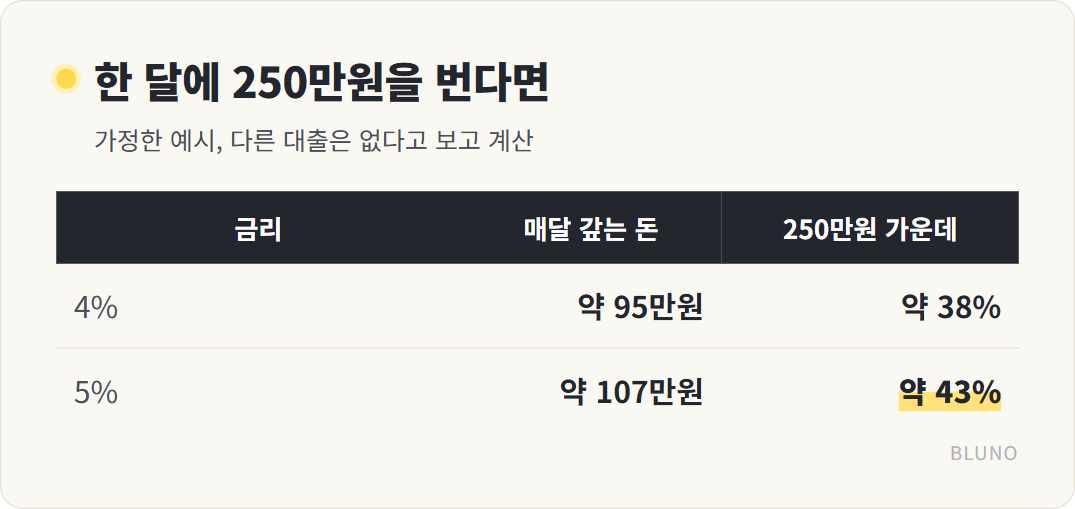 한 달에 250만원을 번다면
가정한 예시, 다른 대출은 없다고 보고 계산
금리 매달 갚는 돈 250만원 가운데
4% 약 95만원 약 38%
5% 약 107만원 약 43%
BLUNO